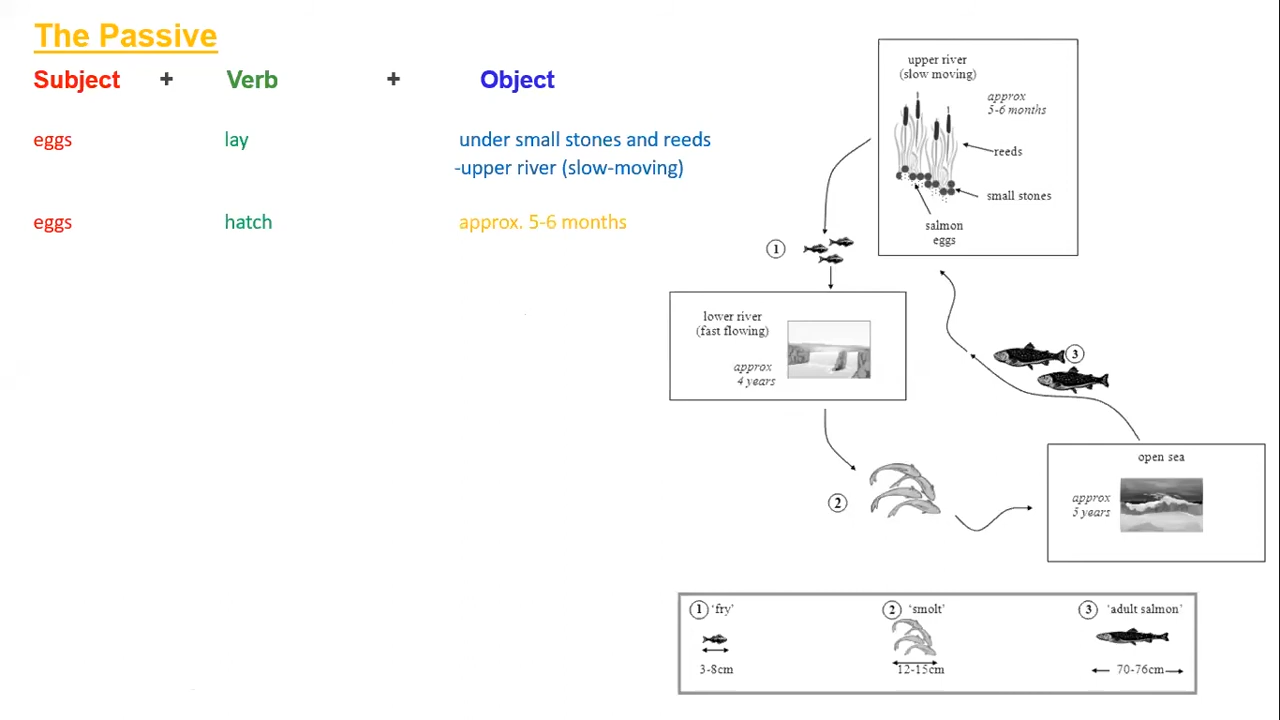 The Passive
Subject + Verb + Object
eggs lay under small stones and reeds
-upper river (slow-moving)
eggs hatch approx. 5-6 months
upper river
(slow moving)
approx
5-6 months
reeds
small stones
salmon
eggs
1
lower river
(fast flowing)
approx
4 years
3
2
open sea
approx
5 years
1 'fry'
3-8cm
2 'smolt'
12-15cm
3 'adult salmon'
70-76cm